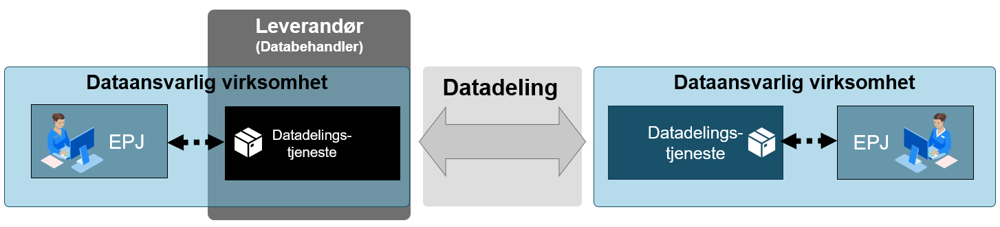 Leverandør
(Databehandler)
Dataansvarlig virksomhet
EPJ
Datadelings-
tjeneste
Datadeling
Dataansvarlig virksomhet
Datadelings-
tjeneste
EPJ